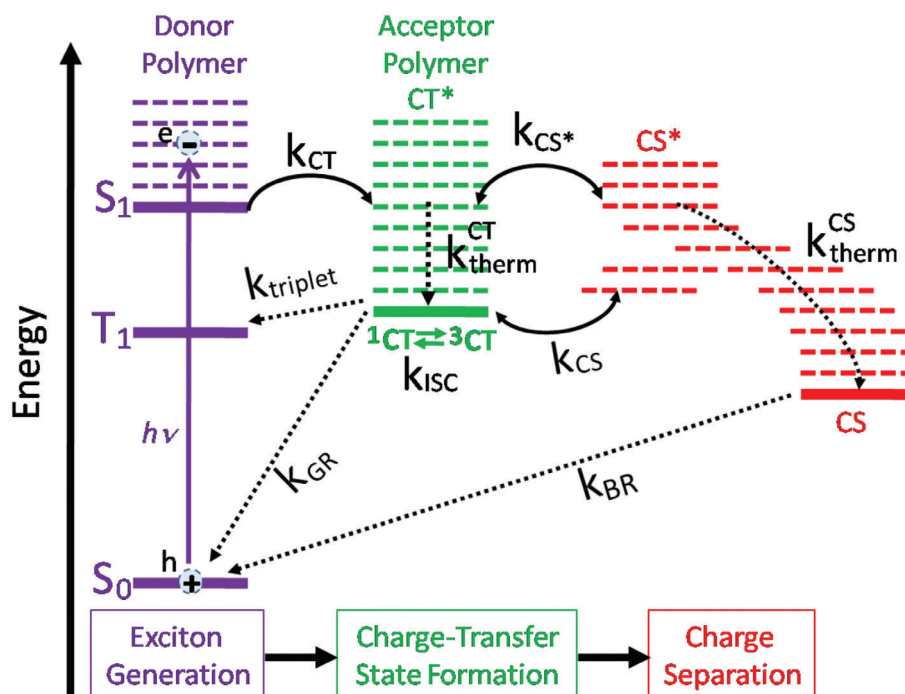 Donor
Polymer
Acceptor
Polymer
CT*
CS*
e
-
S1
kCT
kCS*
kCTtherm
kCStherm
ktriplet
T1
1CT⇌3CT
kISC
kCS
CS
Energy
hν
kGR
kBR
h
+
S0
Exciton
Generation
Charge-Transfer
State Formation
Charge
Separation